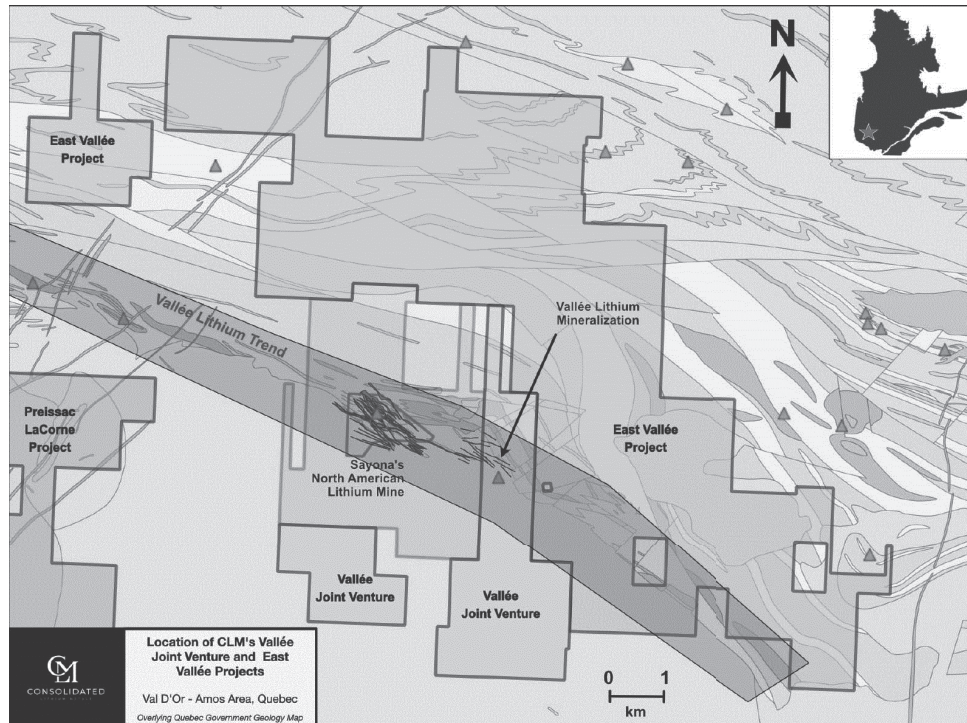 N
East Vallée
Project
Vallée Lithium Trend
Vallée Lithium
Mineralization
Preissac
LaCorne
Project
East Vallée
Project
Sayona's
North American
Lithium Mine
Vallée
Joint Venture
Vallée
Joint Venture
0 1
km
CLM
CONSOLIDATED
Location of CLM's Vallée
Joint Venture and East
Vallée Projects
Val D'Or - Amos Area, Quebec
Overlying Quebec Government Geology Map